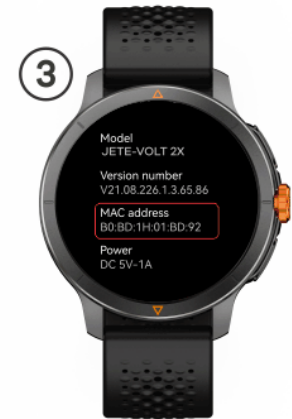 3
Model
JETE-VOLT 2X
Version number
V21.08.226.1.3.65.86
MAC address
B0:BD:1H:01:BD:92
Power
DC 5V-1A